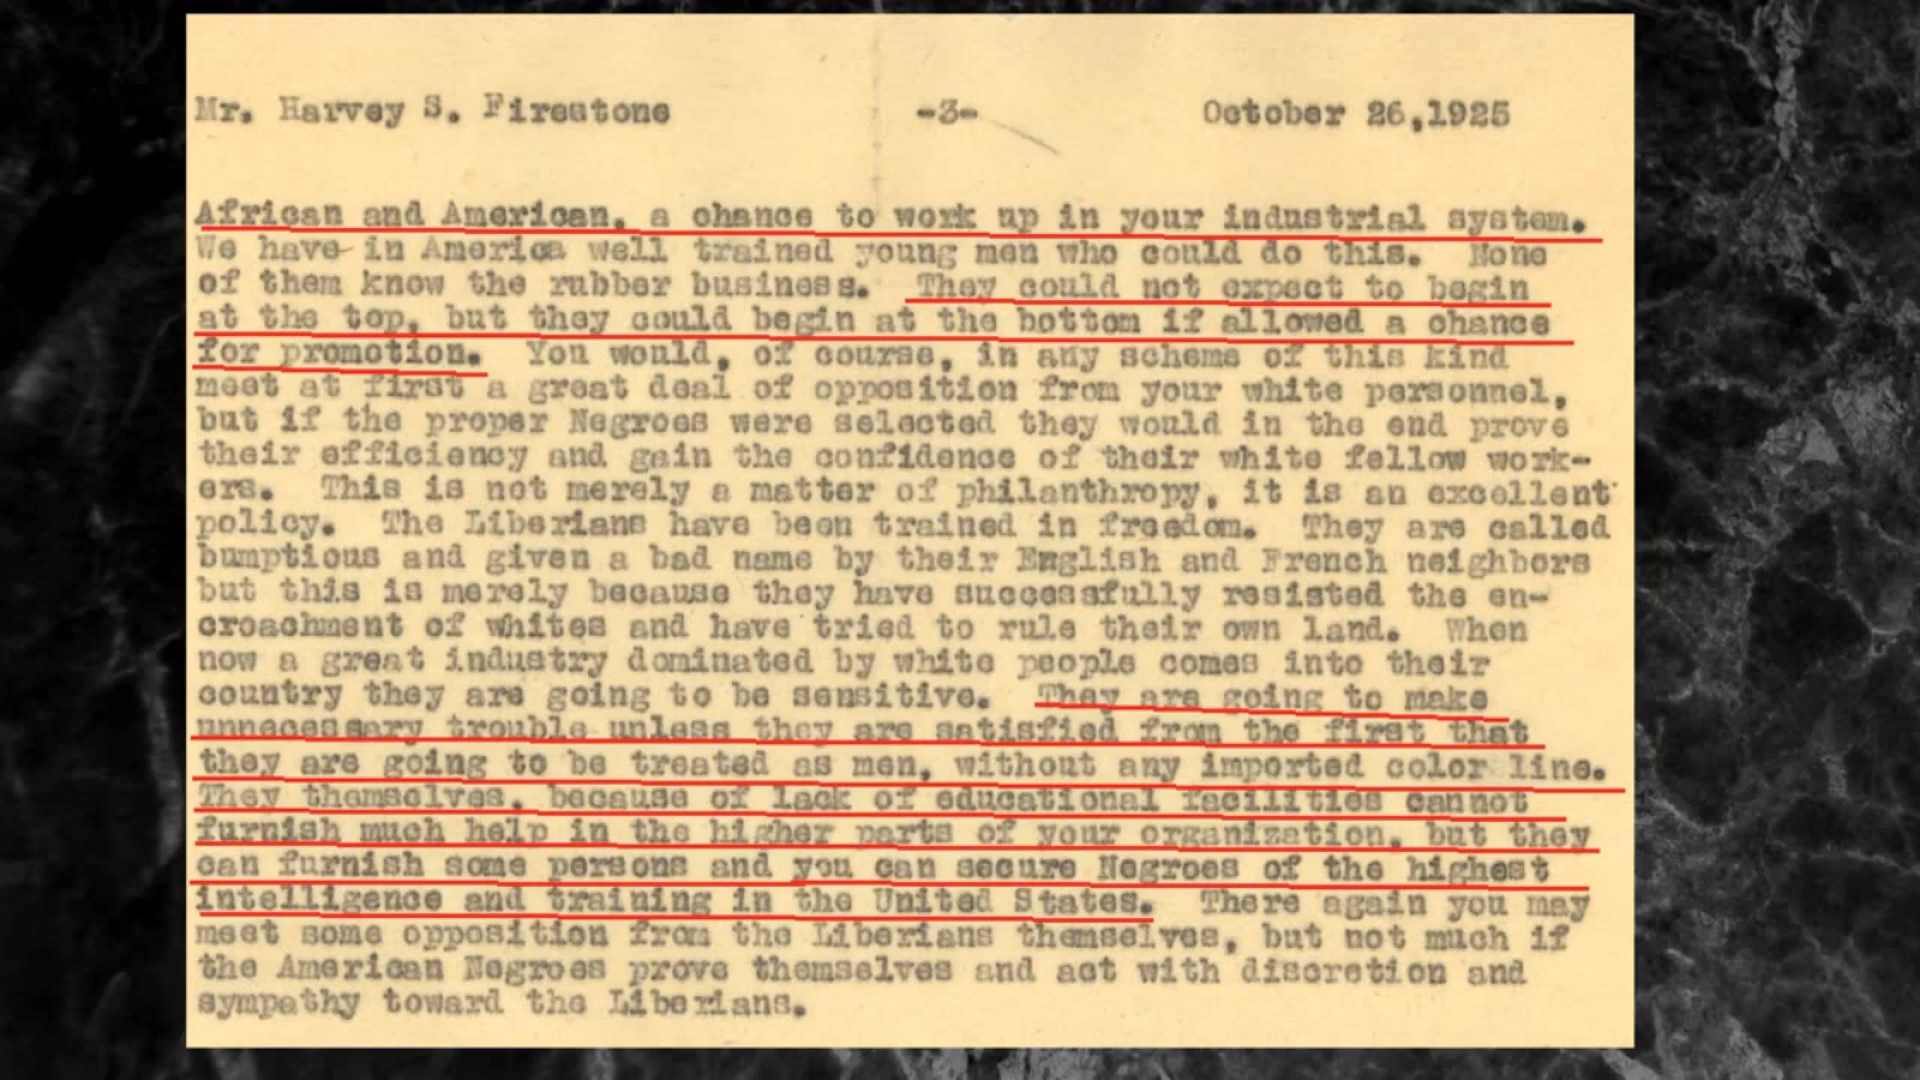 Mr. Harvey S. Firestone -3- October 26,1925
African and American, a chance to work up in your industrial system.
We have in America well trained young men who could do this. None
of them know the rubber business. They could not expect to begin
at the top, but they could begin at the bottom if allowed a chance
for promotion. You would, of course, in any scheme of this kind
meet at first a great deal of opposition from your white personnel,
but if the proper Negroes were selected they would in the end prove
their efficiency and gain the confidence of their white fellow work-
ers. This is not merely a matter of philanthropy, it is an excellent
policy. The Liberians have been trained in freedom. They are called
bumptious and given a bad name by their English and French neighbors
but this is merely because they have successfully resisted the en-
croachment of whites and have tried to rule their own land. When
now a great industry dominated by white people comes into their
country they are going to be sensitive. They are going to make
unnecessary trouble unless they are satisfied from the first that
they are going to be treated as men, without any imported color line.
They themselves, because of lack of educational facilities cannot
furnish much help in the higher parts of your organization, but they
can furnish some persons and you can secure Negroes of the highest
intelligence and training in the United States. There again you may
meet some opposition from the Liberians themselves, but not much if
the American Negroes prove themselves and act with discretion and
sympathy toward the Liberians.